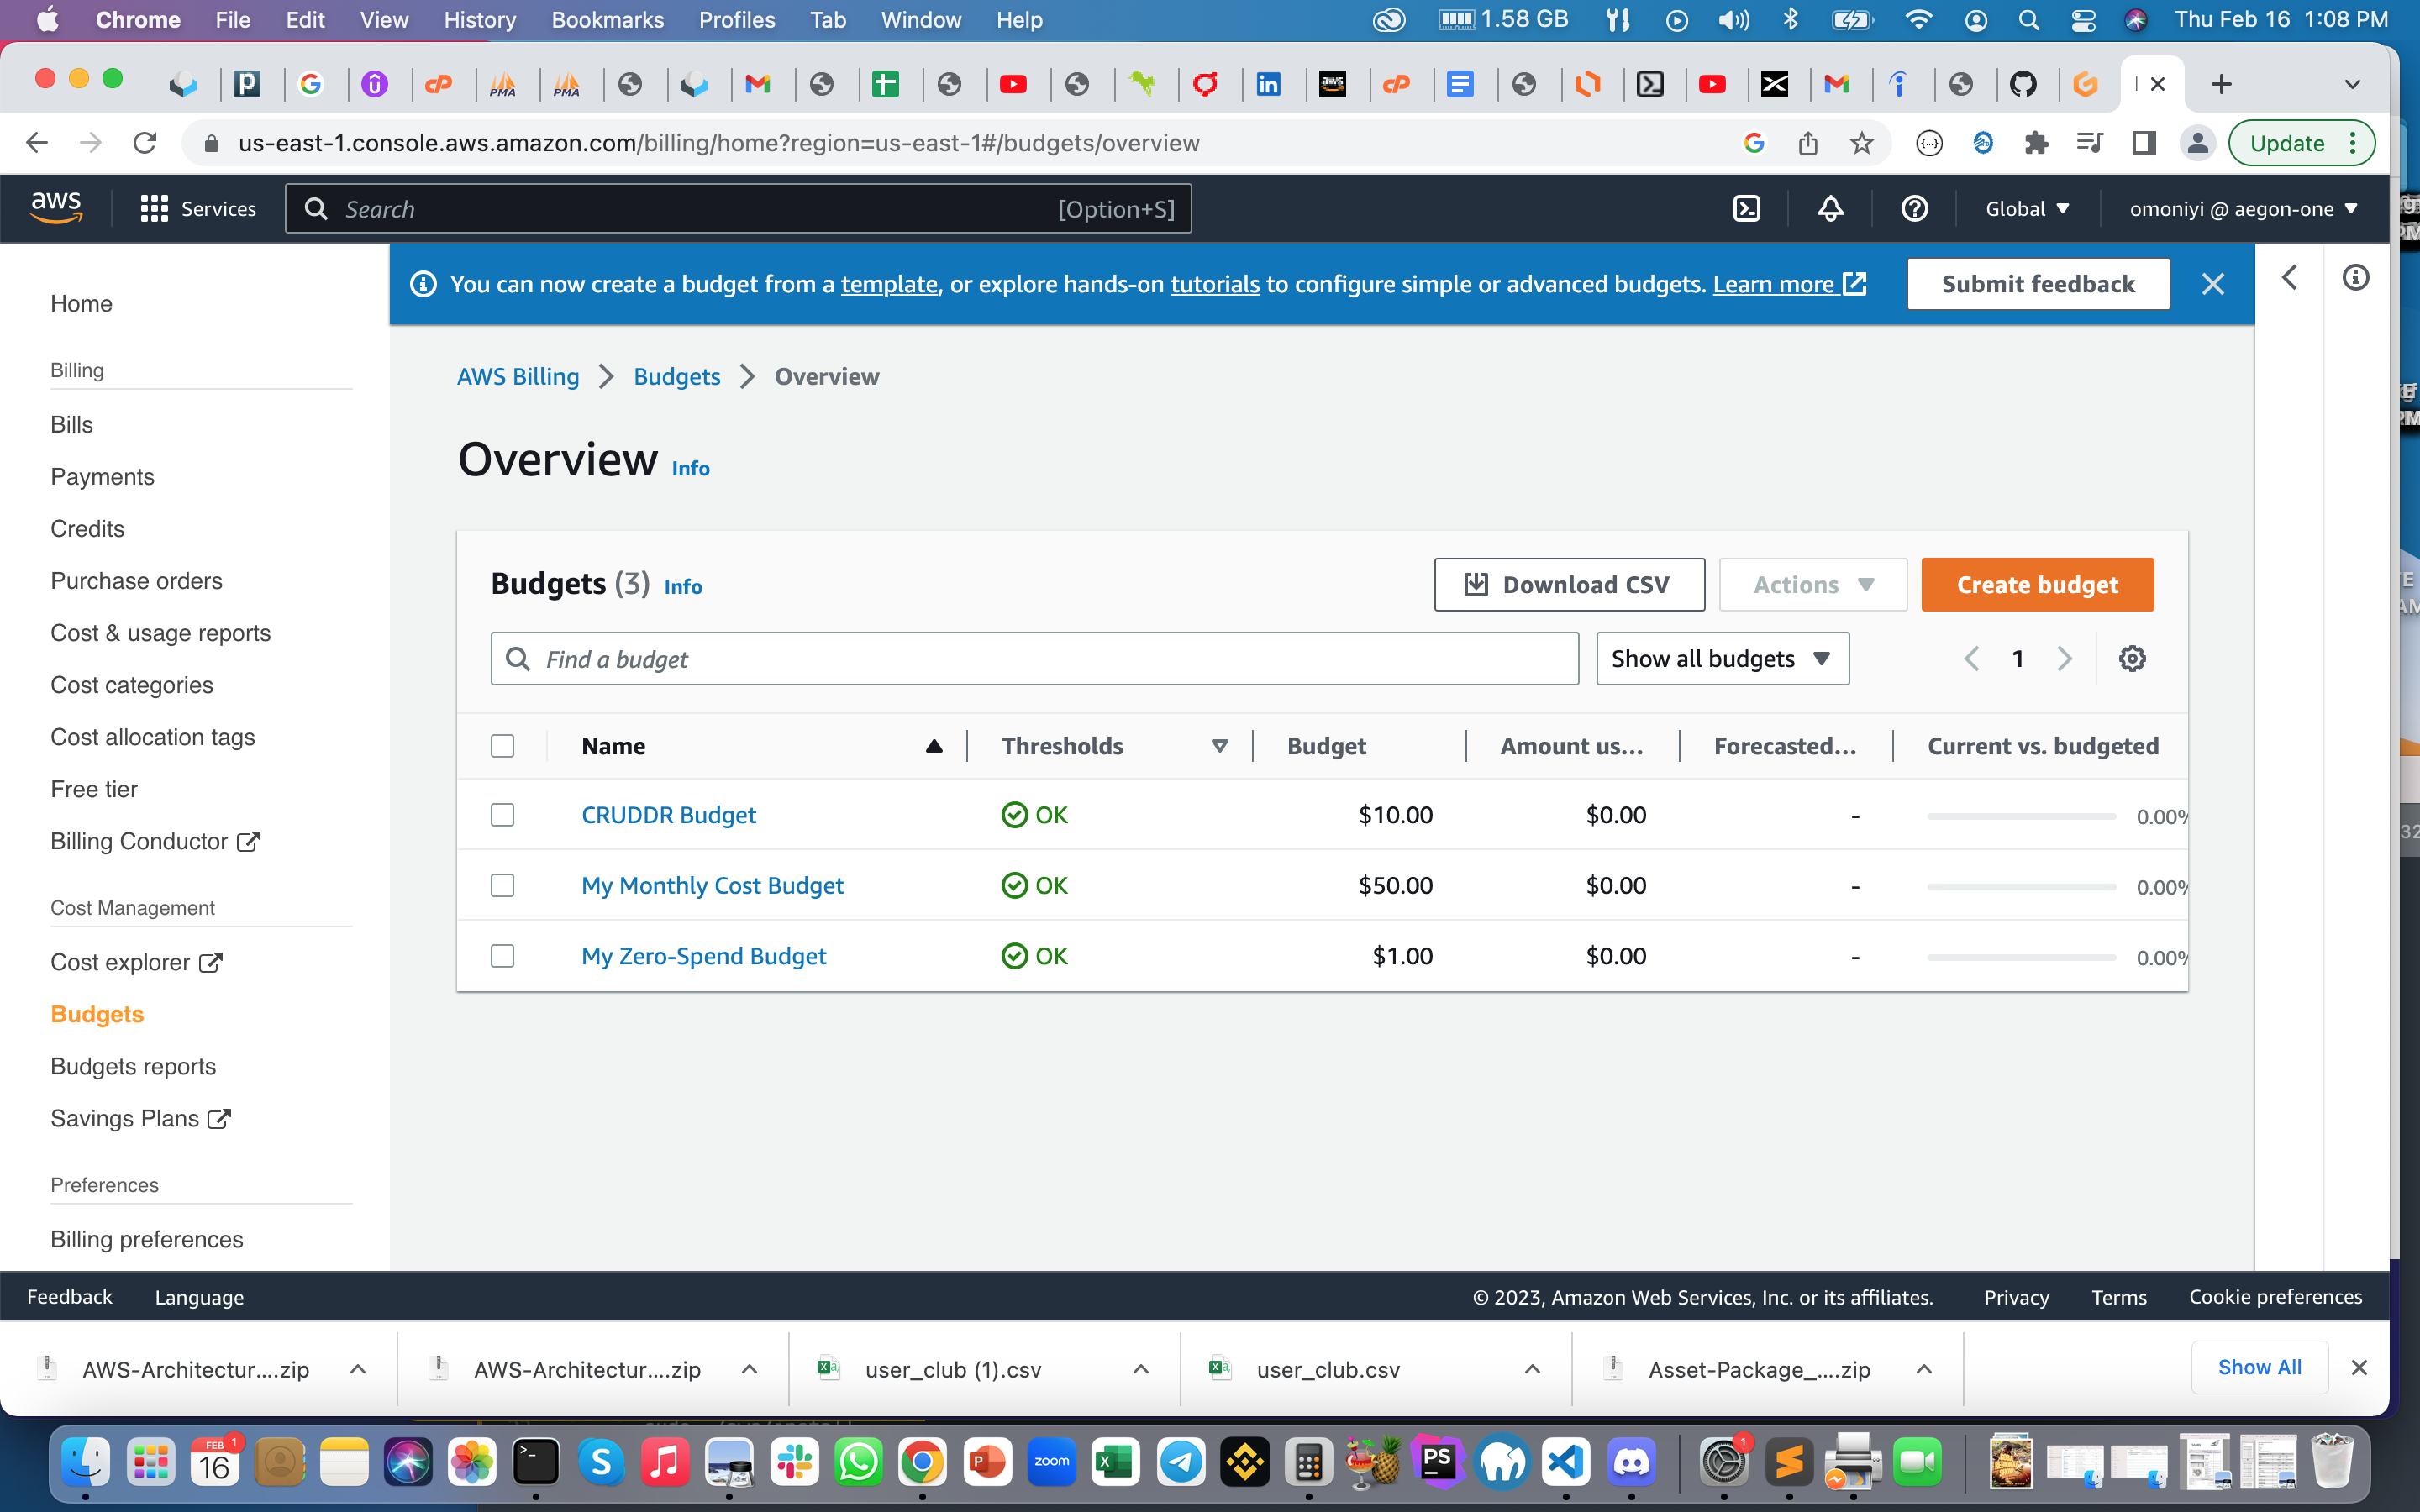 Chrome File Edit View History Bookmarks Profiles Tab Window Help 1.58 GB Thu Feb 16 1:08 PM
us-east-1.console.aws.amazon.com/billing/home?region=us-east-1#/budgets/overview Update
aws Services Search [Option+S] Global omoniyi @ aegon-one
You can now create a budget from a template, or explore hands-on tutorials to configure simple or advanced budgets. Learn more Submit feedback
Home
Billing
Bills
Payments
Credits
Purchase orders
Cost & usage reports
Cost categories
Cost allocation tags
Free tier
Billing Conductor
Cost Management
Cost explorer
Budgets
Budgets reports
Savings Plans
Preferences
Billing preferences
AWS Billing Budgets Overview
Overview Info
Budgets (3) Info Download CSV Actions Create budget
Find a budget Show all budgets 1
Name Thresholds Budget Amount us... Forecasted... Current vs. budgeted
CRUDDR Budget OK $10.00 $0.00 - 0.00%
My Monthly Cost Budget OK $50.00 $0.00 - 0.00%
My Zero-Spend Budget OK $1.00 $0.00 - 0.00%
Feedback Language © 2023, Amazon Web Services, Inc. or its affiliates. Privacy Terms Cookie preferences
AWS-Architectur....zip AWS-Architectur....zip user_club (1).csv user_club.csv Asset-Package_....zip Show All
FEB 16 1 zoom PS 1